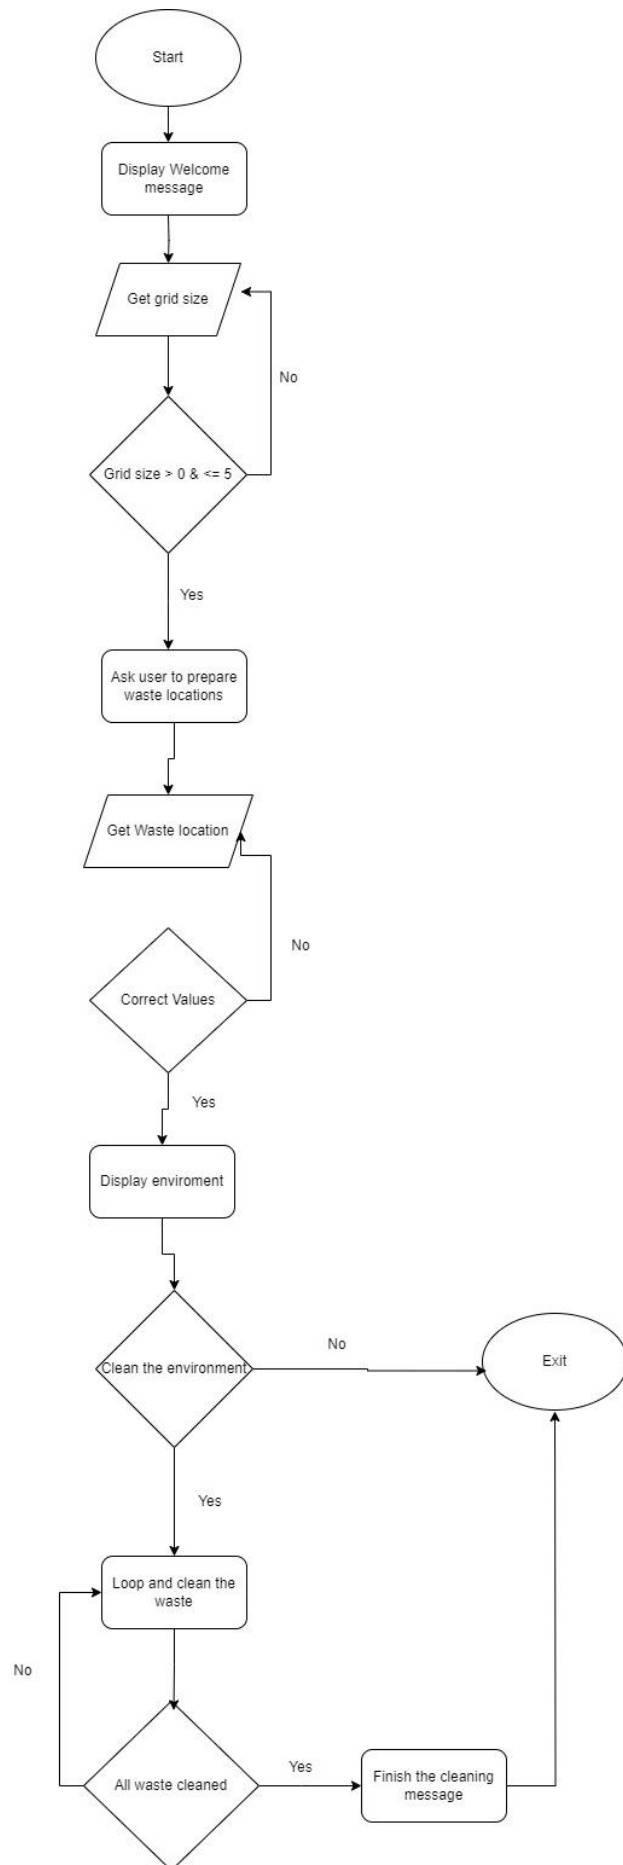 Start
Display Welcome
message
Get grid size
No
Grid size > 0 & <= 5
Yes
Ask user to prepare
waste locations
Get Waste location
No
Correct Values
Yes
Display enviroment
No
Clean the environment
Exit
Yes
Loop and clean the
waste
No
All waste cleaned
Yes
Finish the cleaning
message